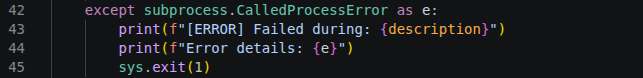 42 except subprocess.CalledProcessError as e:
43 print(f"[ERROR] Failed during: {description}")
44 print(f"Error details: {e}")
45 sys.exit(1)